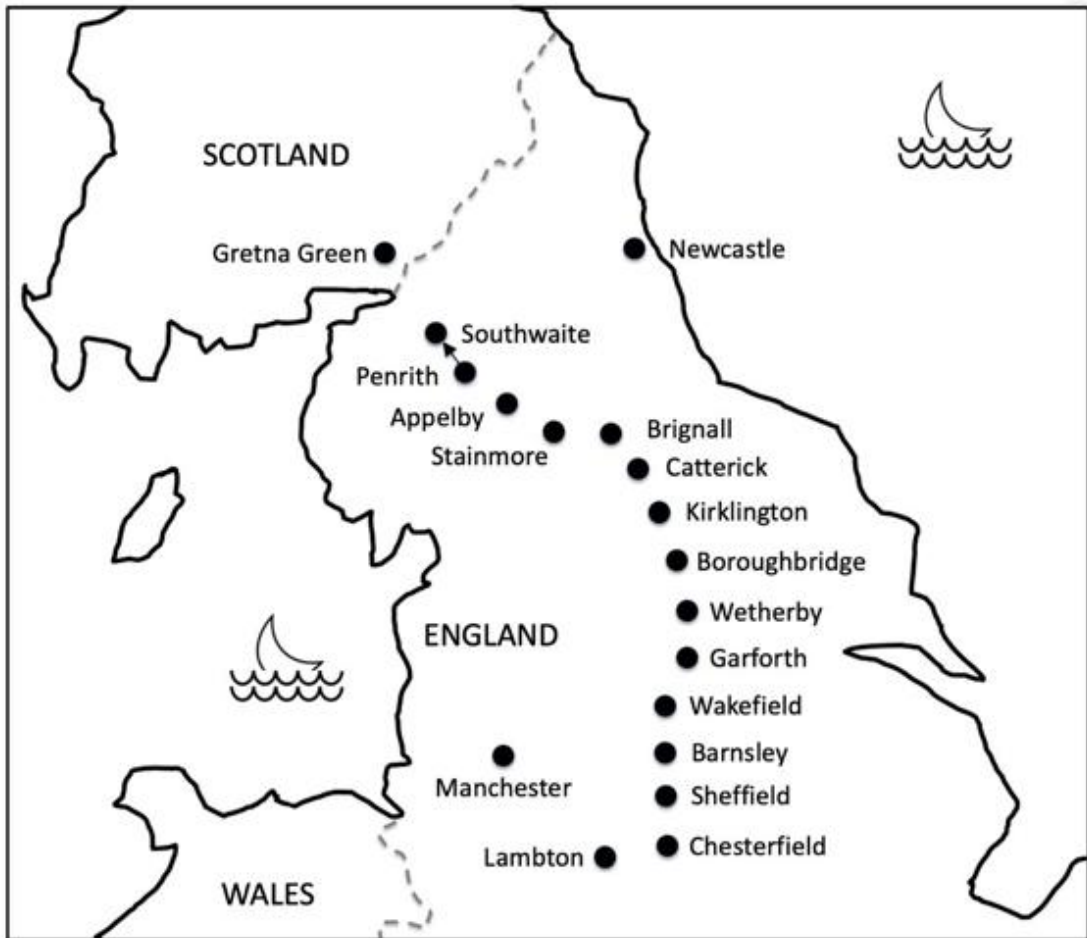 SCOTLAND
Gretna Green
Newcastle
Southwaite
Penrith
Appelby
Stainmore
Brignall
Catterick
Kirklington
Boroughbridge
Wetherby
ENGLAND
Garforth
Wakefield
Barnsley
Manchester
Sheffield
Chesterfield
Lambton
WALES